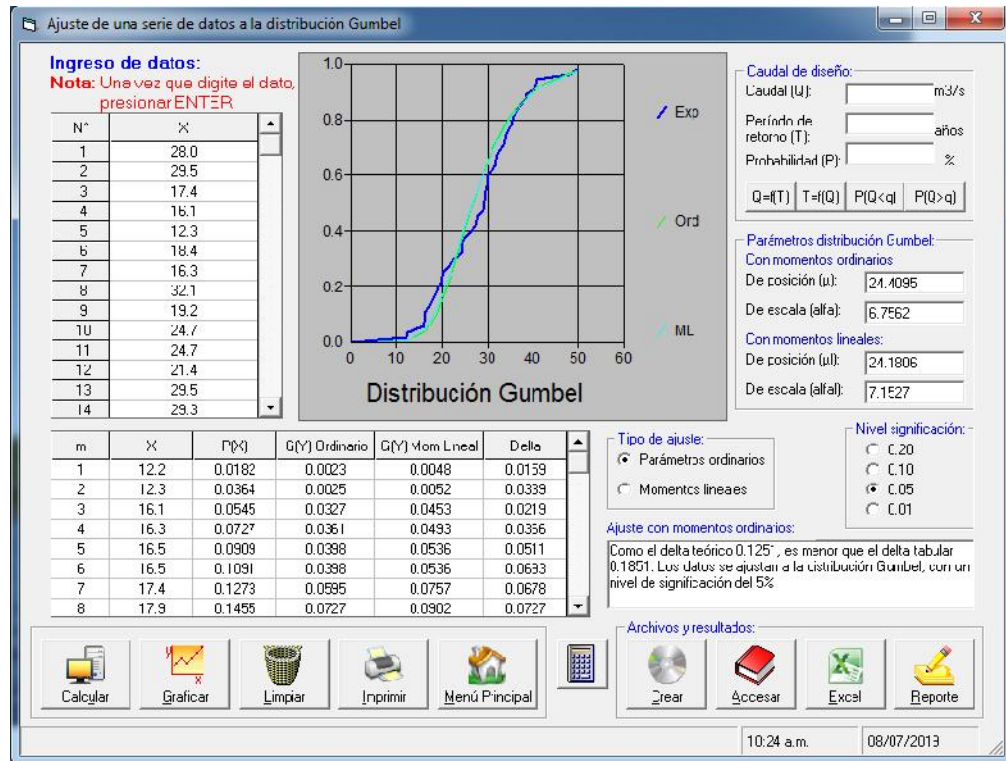 Ajuste de una serie de datos a la distribución Gumbel
Ingreso de datos:
Nota: Una vez que digite el dato,
presionar ENTER
N° X
1 28.0
2 29.5
3 17.4
4 16.1
5 12.3
6 18.4
7 16.3
8 32.1
9 19.2
10 24.7
11 24.7
12 21.4
13 29.5
14 29.3
1.0
0.8
0.6
0.4
0.2
0.0
0 10 20 30 40 50 60
Exp
Ord
ML
Distribución Gumbel
Caudal de diseño:
Caudal (Q): m3/s
Período de
retorno (T): años
Probabilidad (P): %
Q=f(T) T=f(Q) P(Q<q) P(Q>q)
Parámetros distribución Gumbel:
Con momentos ordinarios
De posición (μ): 24.4095
De escala (alfa): 6.7562
Con momentos lineales:
De posición (μl): 24.1806
De escala (alfal): 7.1527
m X P(X) G(Y) Ordinario G(Y) Mom Lineal Delta
1 12.2 0.0182 0.0023 0.0048 0.0159
2 12.3 0.0364 0.0025 0.0052 0.0339
3 16.1 0.0545 0.0327 0.0453 0.0219
4 16.3 0.0727 0.0361 0.0493 0.0366
5 16.5 0.0909 0.0398 0.0536 0.0511
6 16.5 0.1091 0.0398 0.0536 0.0693
7 17.4 0.1273 0.0595 0.0757 0.0678
8 17.9 0.1455 0.0727 0.0902 0.0727
Tipo de ajuste:
Parámetros ordinarios
Momentos lineales
Nivel significación:
0.20
0.10
0.05
0.01
Ajuste con momentos ordinarios:
Como el delta teórico 0.1251, es menor que el delta tabular
0.1851. Los datos se ajustan a la distribución Gumbel, con un
nivel de significación del 5%
Calcular Graficar Limpiar Imprimir Menú Principal
Archivos y resultados:
Crear Accesar Excel Reporte
10:24 a.m. 08/07/2013